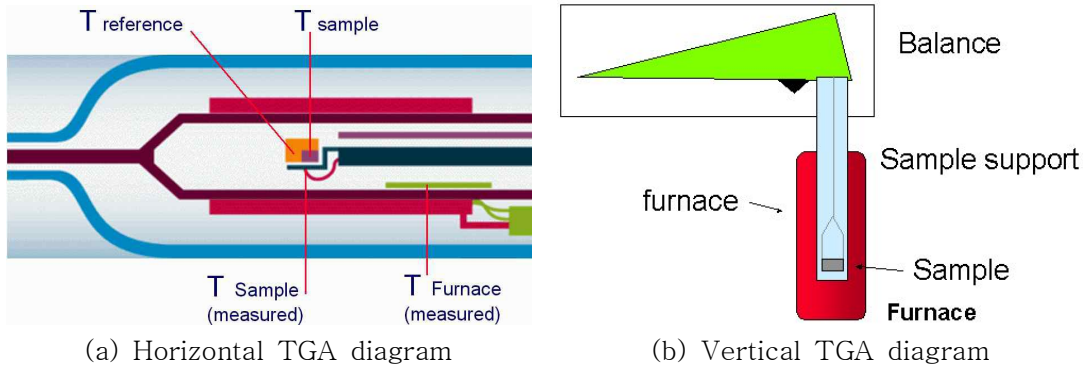 T reference T sample
T Sample
(measured)
T Furnace
(measured)
(a) Horizontal TGA diagram
Balance
Sample support
furnace
Sample
Furnace
(b) Vertical TGA diagram